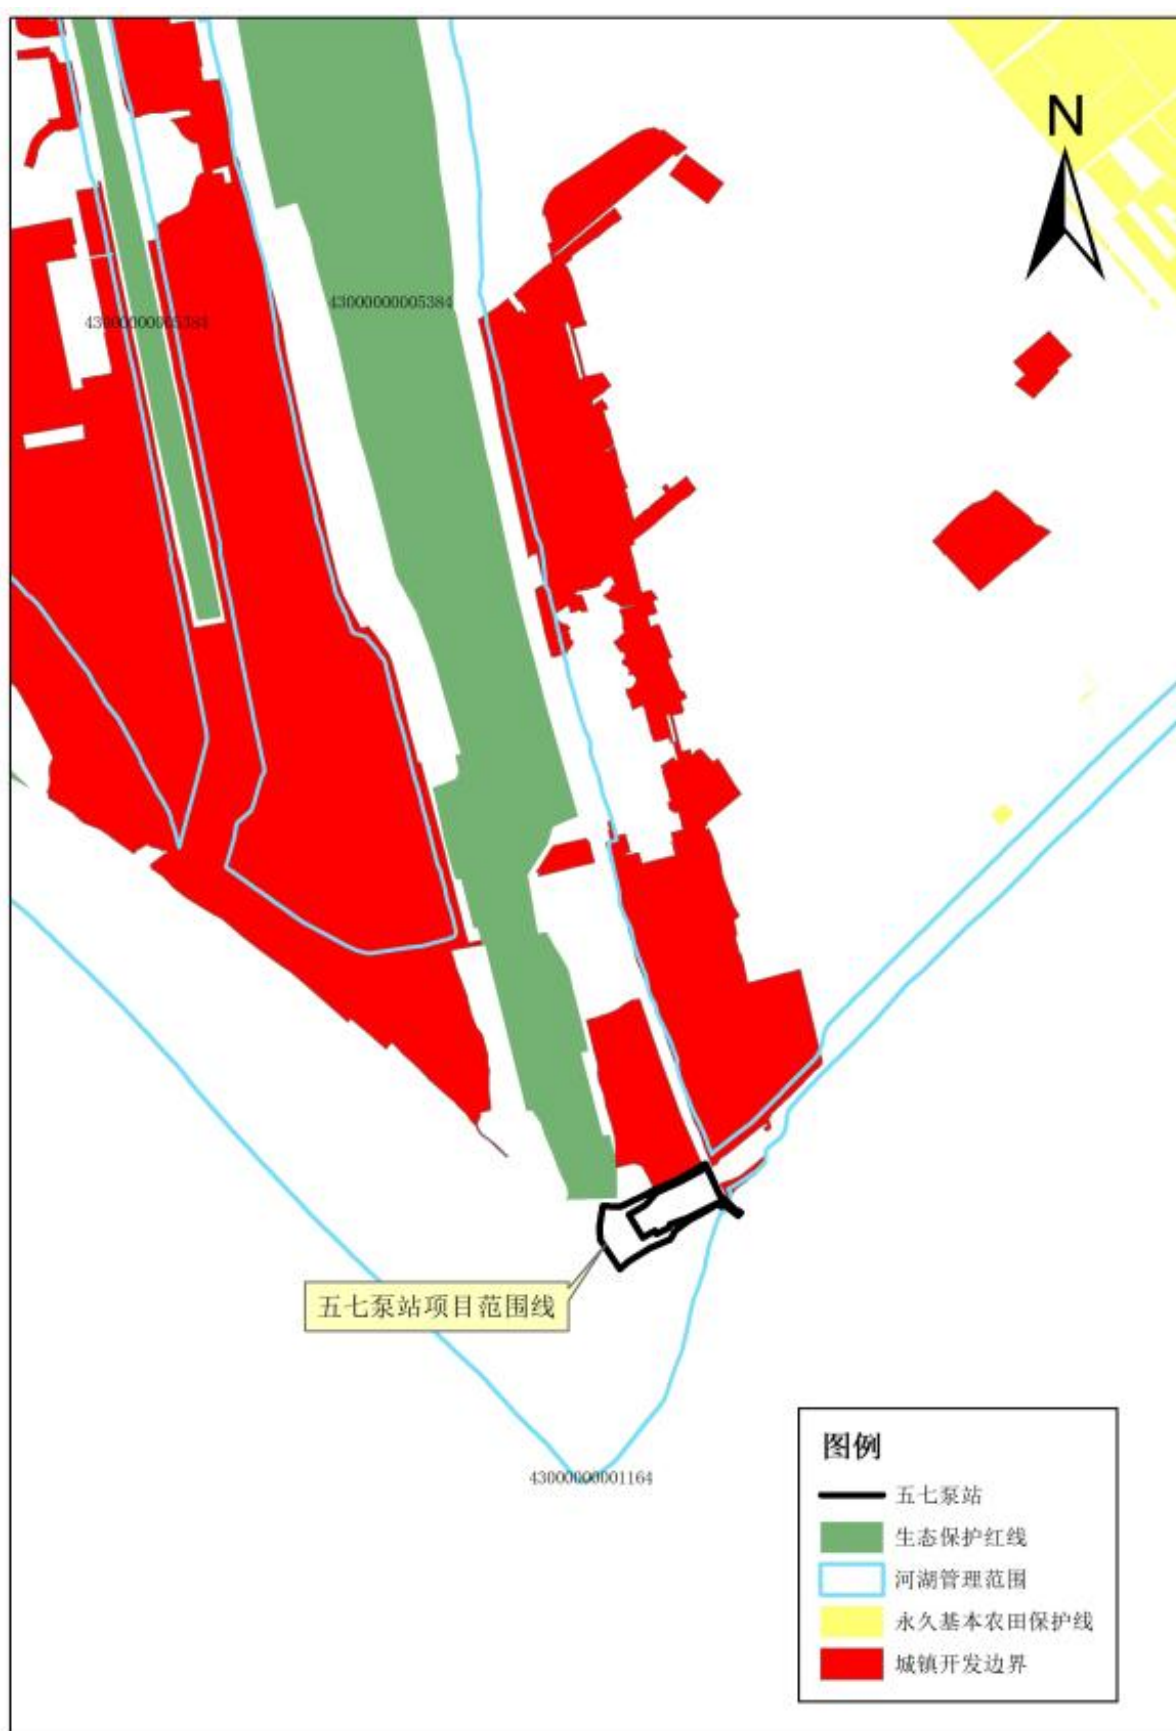 N
43000000005384
43000000005384
五七泵站项目范围线
43000000001164
图例
五七泵站
生态保护红线
河湖管理范围
永久基本农田保护线
城镇开发边界